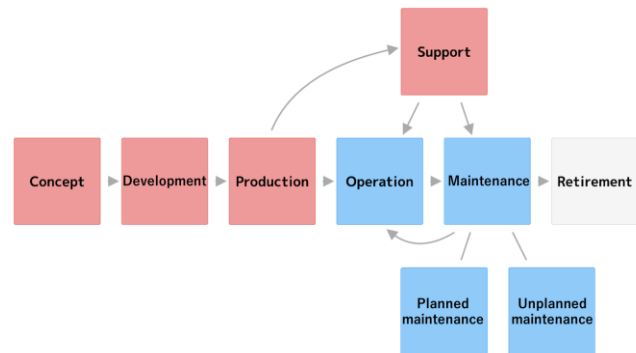 Support
Concept
Development
Production
Operation
Maintenance
Retirement
Planned
maintenance
Unplanned
maintenance